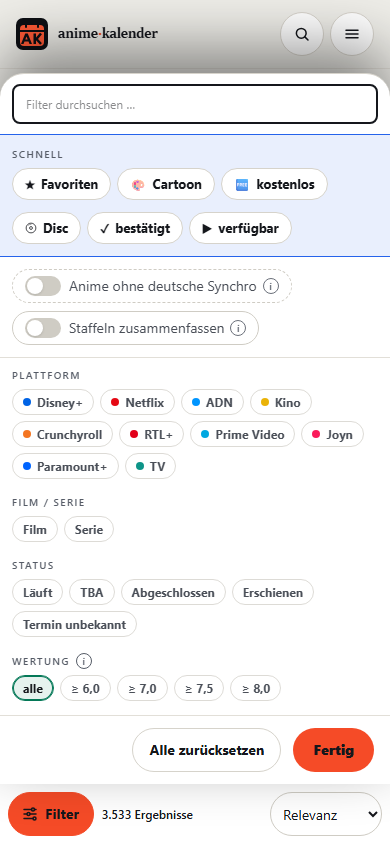 AK anime·kalender
Filter durchsuchen ...
SCHNELL
★ Favoriten Cartoon FREE kostenlos
Disc ✓ bestätigt ▶ verfügbar
Anime ohne deutsche Synchro i
Staffeln zusammenfassen i
PLATTFORM
Disney+ Netflix ADN Kino
Crunchyroll RTL+ Prime Video Joyn
Paramount+ TV
FILM / SERIE
Film Serie
STATUS
Läuft TBA Abgeschlossen Erschienen
Termin unbekannt
WERTUNG i
alle ≥ 6,0 ≥ 7,0 ≥ 7,5 ≥ 8,0
Alle zurücksetzen Fertig
Filter 3.533 Ergebnisse Relevanz